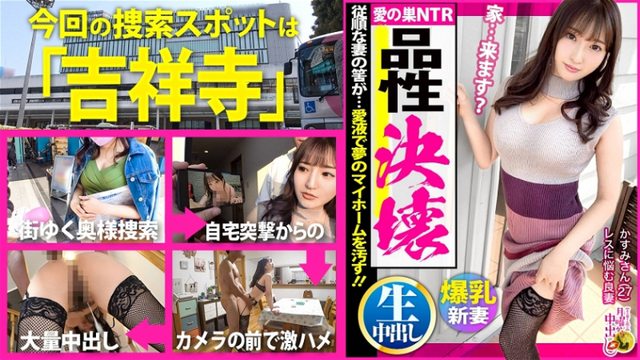 今回の捜索スポットは
「吉祥寺」
街ゆく奥様捜索
自宅突撃からの
大量中出し
カメラの前で激ハメ
従順な妻の筈が…愛液で夢のマイホームを汚す!!
愛の巣NTR
品性
決壊
生
中出し
爆乳
新妻
家…来ます?
かすみさん(27)
レスに悩む良妻